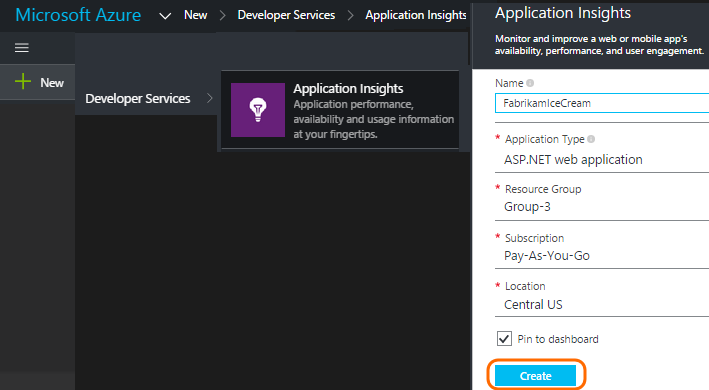 Microsoft Azure
New
Developer Services
Application Insights
New
Developer Services
Application Insights
Application performance,
availability and usage information
at your fingertips.
Application Insights
Monitor and improve a web or mobile app's
availability, performance, and user engagement.
Name
FabrikamIceCream
* Application Type
ASP.NET web application
* Resource Group
Group-3
* Subscription
Pay-As-You-Go
* Location
Central US
Pin to dashboard
Create